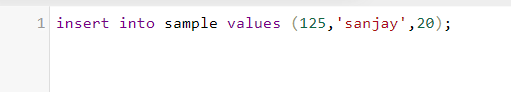 1 insert into sample values (125,'sanjay',20);